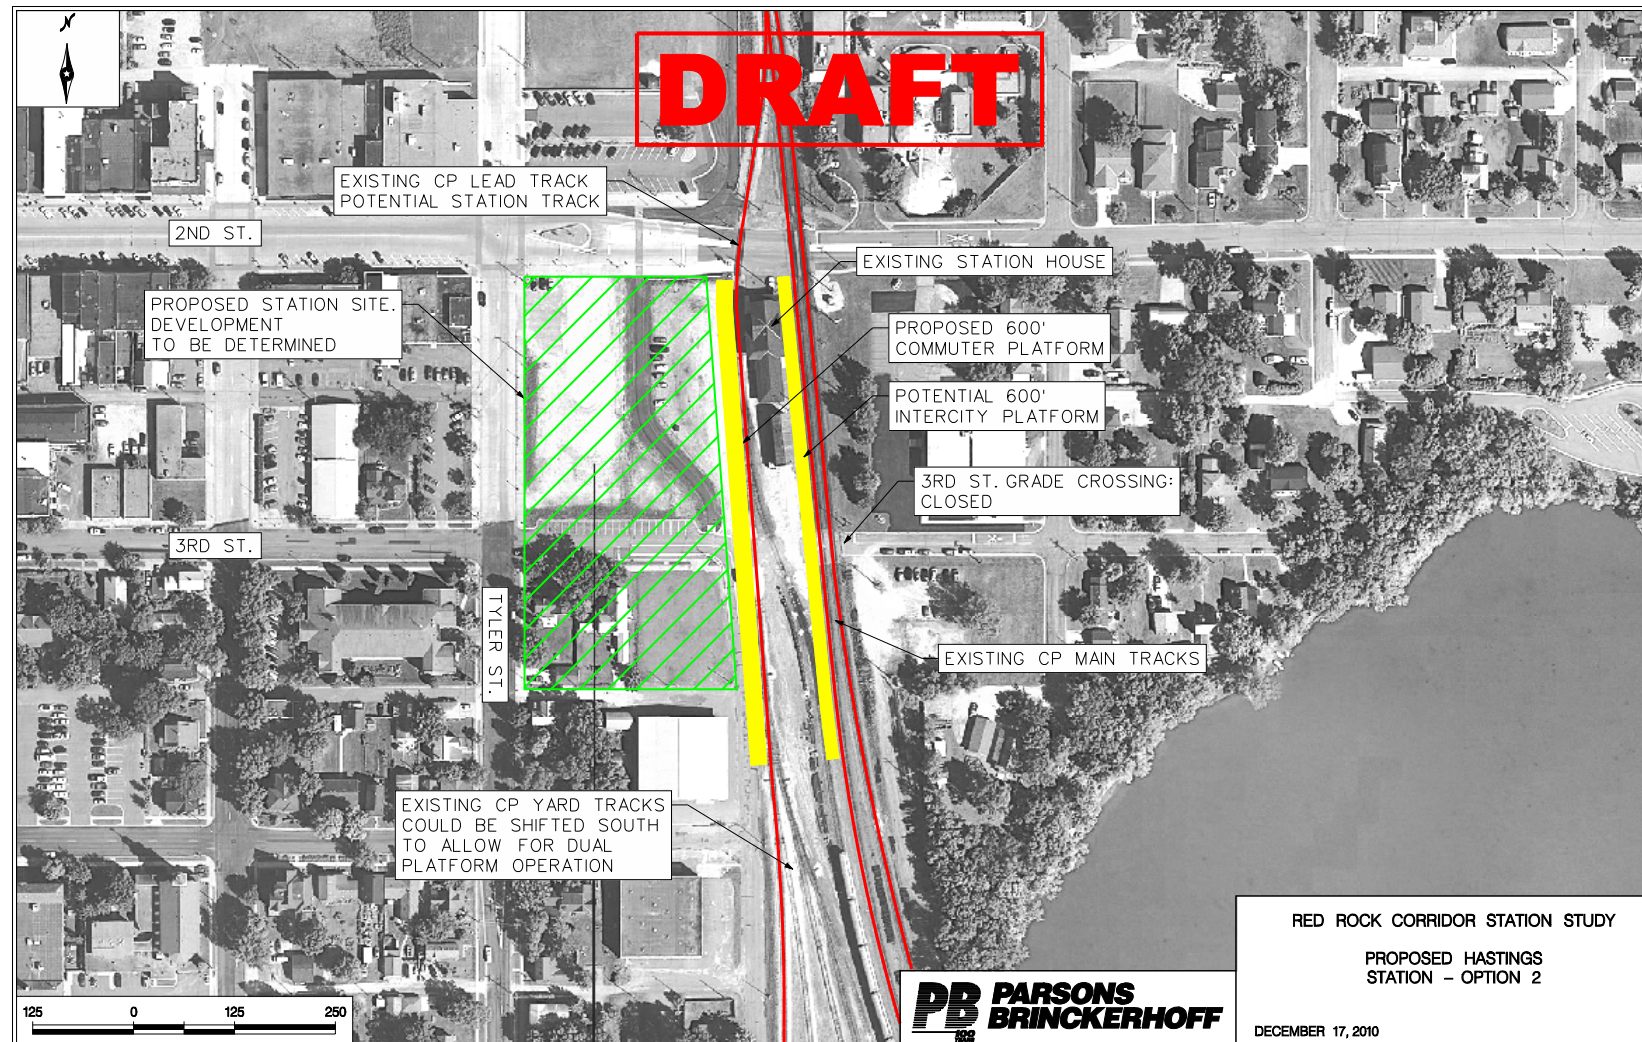 N
DRAFT
EXISTING CP LEAD TRACK
POTENTIAL STATION TRACK
2ND ST.
EXISTING STATION HOUSE
PROPOSED STATION SITE.
DEVELOPMENT
TO BE DETERMINED
PROPOSED 600'
COMMUTER PLATFORM
POTENTIAL 600'
INTERCITY PLATFORM
3RD ST. GRADE CROSSING:
CLOSED
3RD ST.
TYLER ST.
EXISTING CP MAIN TRACKS
EXISTING CP YARD TRACKS
COULD BE SHIFTED SOUTH
TO ALLOW FOR DUAL
PLATFORM OPERATION
125 0 125 250
PB PARSONS
BRINCKERHOFF
100
YEARS
RED ROCK CORRIDOR STATION STUDY
PROPOSED HASTINGS
STATION - OPTION 2
DECEMBER 17, 2010